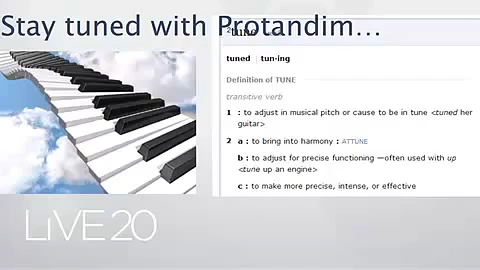 Stay tuned with Protandim...
²tune
tuned | tun·ing
Definition of TUNE
transitive verb
1 : to adjust in musical pitch or cause to be in tune <tuned her
guitar>
2 a : to bring into harmony : ATTUNE
b : to adjust for precise functioning —often used with up
<tune up an engine>
c : to make more precise, intense, or effective
LiVE20